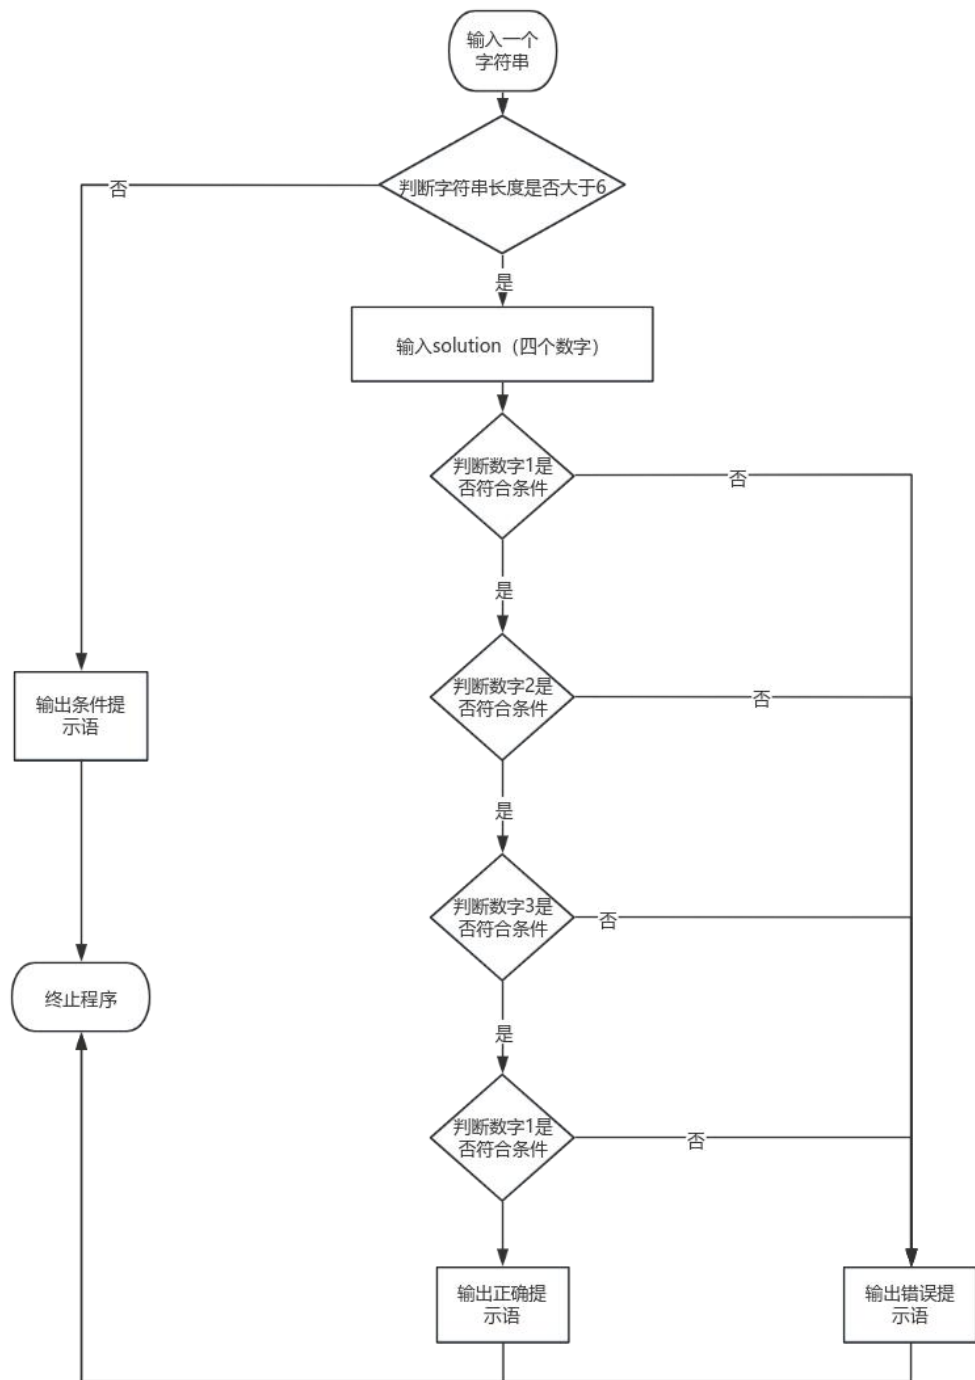 输入一个
字符串
判断字符串长度是否大于6
否
是
输入solution（四个数字）
判断数字1是
否符合条件
否
是
判断数字2是
否符合条件
否
是
判断数字3是
否符合条件
否
是
判断数字1是
否符合条件
否
输出条件提
示语
终止程序
输出正确提
示语
输出错误提
示语